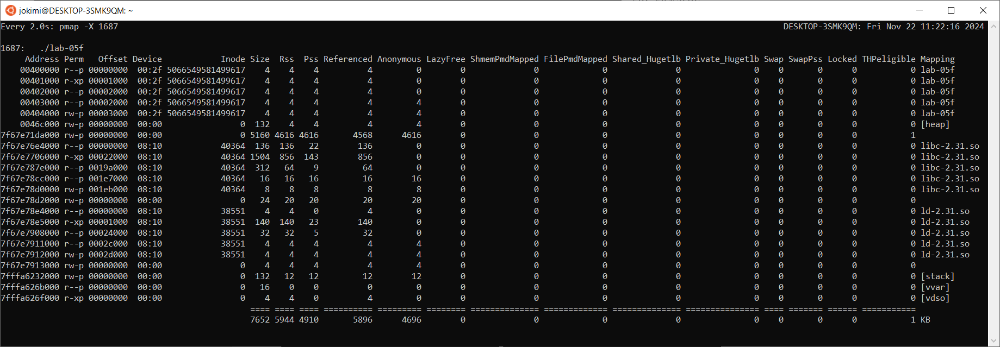 jokimi@DESKTOP-3SMK9QM: ~
Every 2.0s: pmap -X 1687 DESKTOP-3SMK9QM: Fri Nov 22 11:22:16 2024
1687: ./lab-05f
Address Perm Offset Device Inode Size Rss Pss Referenced Anonymous LazyFree ShmemPmdMapped FilePmdMapped Shared_Hugetlb Private_Hugetlb Swap SwapPss Locked THPeligible Mapping
00400000 r--p 00000000 00:2f 5066549581499617 4 4 4 4 0 0 0 0 0 0 0 0 0 0 lab-05f
00401000 r-xp 00001000 00:2f 5066549581499617 4 4 4 4 0 0 0 0 0 0 0 0 0 0 lab-05f
00402000 r--p 00002000 00:2f 5066549581499617 4 4 4 4 0 0 0 0 0 0 0 0 0 0 lab-05f
00403000 r--p 00002000 00:2f 5066549581499617 4 4 4 4 4 0 0 0 0 0 0 0 0 0 lab-05f
00404000 rw-p 00003000 00:2f 5066549581499617 4 4 4 4 4 0 0 0 0 0 0 0 0 0 lab-05f
0046c000 rw-p 00000000 00:00 0 132 4 4 4 4 0 0 0 0 0 0 0 0 0 [heap]
7f67e71da000 rw-p 00000000 00:00 0 5160 4616 4616 4568 4616 0 0 0 0 0 0 0 0 1
7f67e76e4000 r--p 00000000 08:10 40364 136 136 22 136 0 0 0 0 0 0 0 0 0 0 libc-2.31.so
7f67e7706000 r-xp 00022000 08:10 40364 1504 856 143 856 0 0 0 0 0 0 0 0 0 0 libc-2.31.so
7f67e787e000 r--p 0019a000 08:10 40364 312 64 9 64 0 0 0 0 0 0 0 0 0 0 libc-2.31.so
7f67e78cc000 r--p 001e7000 08:10 40364 16 16 16 16 16 0 0 0 0 0 0 0 0 0 libc-2.31.so
7f67e78d0000 rw-p 001eb000 08:10 40364 8 8 8 8 8 0 0 0 0 0 0 0 0 0 libc-2.31.so
7f67e78d2000 rw-p 00000000 00:00 0 24 20 20 20 20 0 0 0 0 0 0 0 0 0
7f67e78e4000 r--p 00000000 08:10 38551 4 4 0 4 0 0 0 0 0 0 0 0 0 0 ld-2.31.so
7f67e78e5000 r-xp 00001000 08:10 38551 140 140 23 140 0 0 0 0 0 0 0 0 0 0 ld-2.31.so
7f67e7908000 r--p 00024000 08:10 38551 32 32 5 32 0 0 0 0 0 0 0 0 0 0 ld-2.31.so
7f67e7911000 r--p 0002c000 08:10 38551 4 4 4 4 4 0 0 0 0 0 0 0 0 0 ld-2.31.so
7f67e7912000 rw-p 0002d000 08:10 38551 4 4 4 4 4 0 0 0 0 0 0 0 0 0 ld-2.31.so
7f67e7913000 rw-p 00000000 00:00 0 4 4 4 4 4 0 0 0 0 0 0 0 0 0
7fffa6232000 rw-p 00000000 00:00 0 132 12 12 12 12 0 0 0 0 0 0 0 0 0 [stack]
7fffa626b000 r--p 00000000 00:00 0 16 0 0 0 0 0 0 0 0 0 0 0 0 0 [vvar]
7fffa626f000 r-xp 00000000 00:00 0 4 4 0 4 0 0 0 0 0 0 0 0 0 0 [vdso]
==== ==== ==== ========== ========= ======== ============== ============= ============== =============== ==== ======= ====== ===========
7652 5944 4910 5896 4696 0 0 0 0 0 0 0 0 1 KB